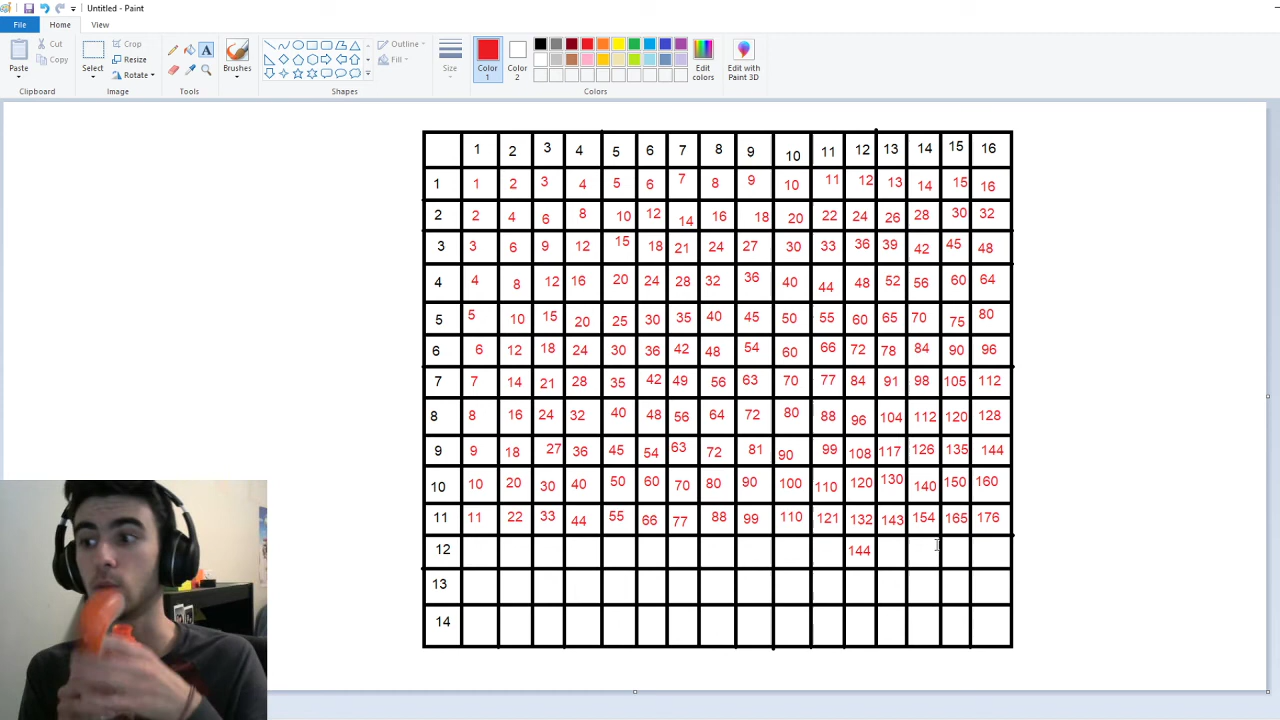 Untitled - Paint
File Home View
Cut
Copy
Paste
Clipboard
Select
Crop
Resize
Rotate
Image
A
Tools
Brushes
Outline
Fill
Shapes
Size
Color 1
Color 2
Edit colors
Colors
Edit with Paint 3D
1 2 3 4 5 6 7 8 9 10 11 12 13 14 15 16
1 1 2 3 4 5 6 7 8 9 10 11 12 13 14 15 16
2 2 4 6 8 10 12 14 16 18 20 22 24 26 28 30 32
3 3 6 9 12 15 18 21 24 27 30 33 36 39 42 45 48
4 4 8 12 16 20 24 28 32 36 40 44 48 52 56 60 64
5 5 10 15 20 25 30 35 40 45 50 55 60 65 70 75 80
6 6 12 18 24 30 36 42 48 54 60 66 72 78 84 90 96
7 7 14 21 28 35 42 49 56 63 70 77 84 91 98 105 112
8 8 16 24 32 40 48 56 64 72 80 88 96 104 112 120 128
9 9 18 27 36 45 54 63 72 81 90 99 108 117 126 135 144
10 10 20 30 40 50 60 70 80 90 100 110 120 130 140 150 160
11 11 22 33 44 55 66 77 88 99 110 121 132 143 154 165 176
12 144
13
14